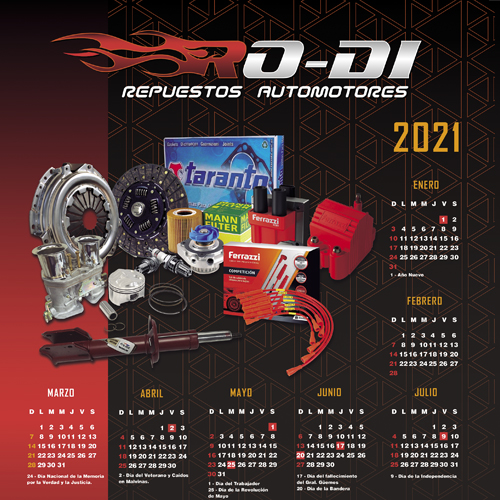 RO-DI
REPUESTOS AUTOMOTORES
2021
taranto
MANN
FILTER
Ferrazzi
Ferrazzi
COMPETICIÓN
ENERO
D L M M J V S
1 2
3 4 5 6 7 8 9
10 11 12 13 14 15 16
17 18 19 20 21 22 23
24 25 26 27 28 29 30
31
1 - Año Nuevo
FEBRERO
D L M M J V S
1 2 3 4 5 6
7 8 9 10 11 12 13
14 15 16 17 18 19 20
21 22 23 24 25 26 27
28
MARZO
D L M M J V S
1 2 3 4 5 6
7 8 9 10 11 12 13
14 15 16 17 18 19 20
21 22 23 24 25 26 27
28 29 30 31
24 - Día Nacional de la Memoria
por la Verdad y la Justicia.
ABRIL
D L M M J V S
1 2 3
4 5 6 7 8 9 10
11 12 13 14 15 16 17
18 19 20 21 22 23 24
25 26 27 28 29 30
2 - Día del Veterano y Caídos
en Malvinas.
MAYO
D L M M J V S
1
2 3 4 5 6 7 8
9 10 11 12 13 14 15
16 17 18 19 20 21 22
23 24 25 26 27 28 29
30 31
1 - Día del Trabajador
25 - Día de la Revolución
de Mayo
JUNIO
D L M M J V S
1 2 3 4 5
6 7 8 9 10 11 12
13 14 15 16 17 18 19
20 21 22 23 24 25 26
27 28 29 30
17 - Día del fallecimiento
del Gral. Güemes
20 - Día de la Bandera
JULIO
D L M M J V S
1 2 3
4 5 6 7 8 9 10
11 12 13 14 15 16 17
18 19 20 21 22 23 24
25 26 27 28 29 30 31
9 - Día de la Independencia